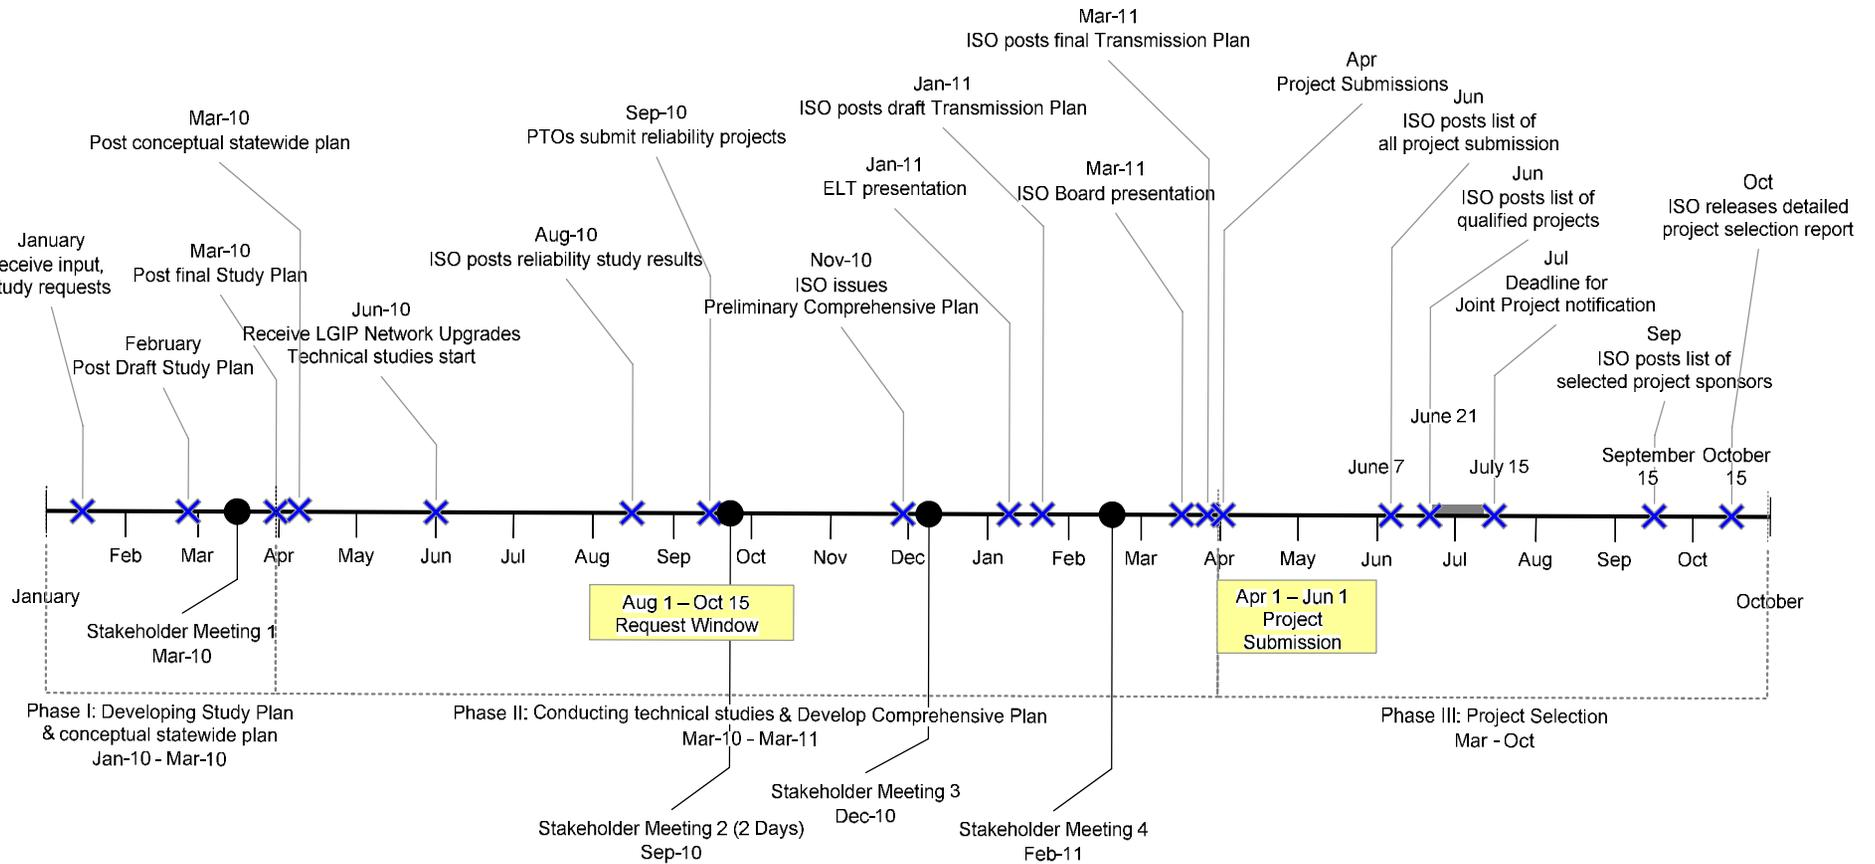 Mar-11
ISO posts final Transmission Plan
Apr
Project Submissions
Jan-11
ISO posts draft Transmission Plan
Jun
ISO posts list of
all project submission
Sep-10
PTOs submit reliability projects
Mar-10
Post conceptual statewide plan
Jan-11
ELT presentation
Mar-11
ISO Board presentation
Jun
ISO posts list of
qualified projects
Oct
ISO releases detailed
project selection report
January
eceive input,
tudy requests
Mar-10
Post final Study Plan
Aug-10
ISO posts reliability study results
Nov-10
ISO issues
Preliminary Comprehensive Plan
Jul
Deadline for
Joint Project notification
Jun-10
Receive LGIP Network Upgrades
Technical studies start
February
Post Draft Study Plan
Sep
ISO posts list of
selected project sponsors
June 21
June 7
July 15
September
15
October
15
Feb
Mar
Apr
May
Jun
Jul
Aug
Sep
Oct
Nov
Dec
Jan
Feb
Mar
Apr
May
Jun
Jul
Aug
Sep
Oct
January
October
Aug 1 – Oct 15
Request Window
Apr 1 – Jun 1
Project
Submission
Stakeholder Meeting 1
Mar-10
Phase I: Developing Study Plan
& conceptual statewide plan
Jan-10 - Mar-10
Phase II: Conducting technical studies & Develop Comprehensive Plan
Mar-10 - Mar-11
Phase III: Project Selection
Mar - Oct
Stakeholder Meeting 2 (2 Days)
Sep-10
Stakeholder Meeting 3
Dec-10
Stakeholder Meeting 4
Feb-11